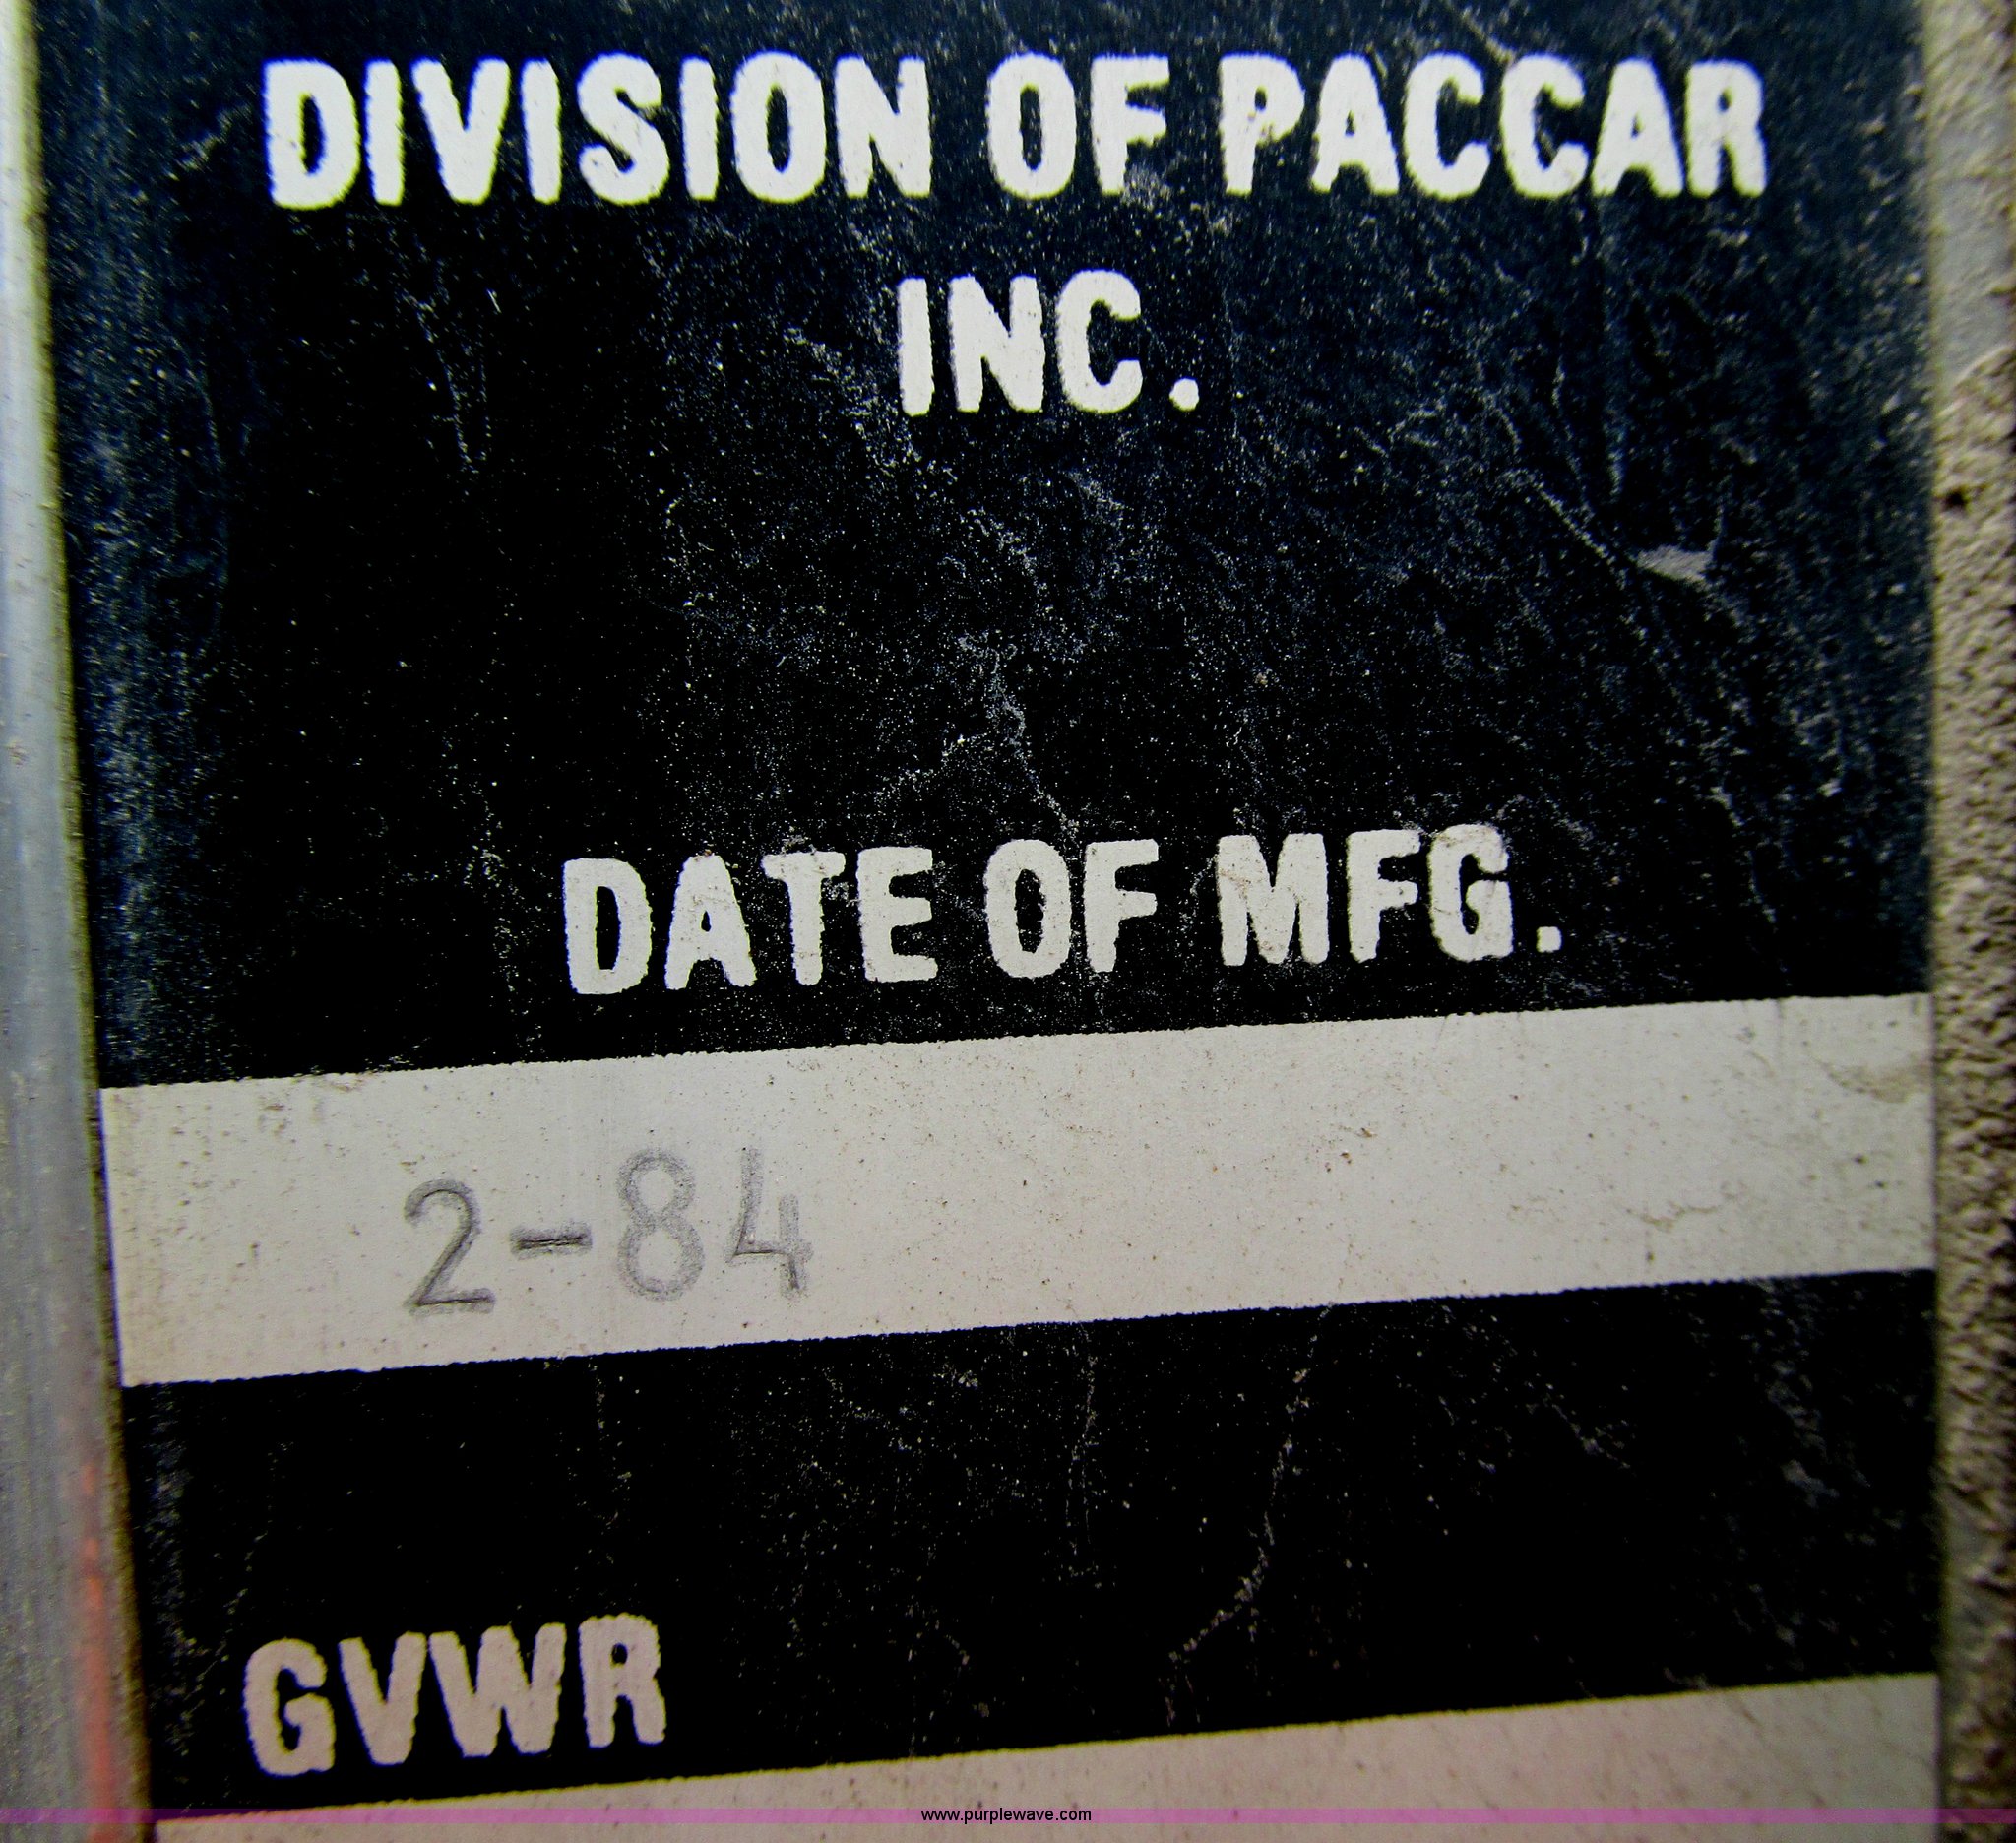 DIVISION OF PACCAR
INC.
DATE OF MFG.
2-84
GVWR
www.purplewave.com